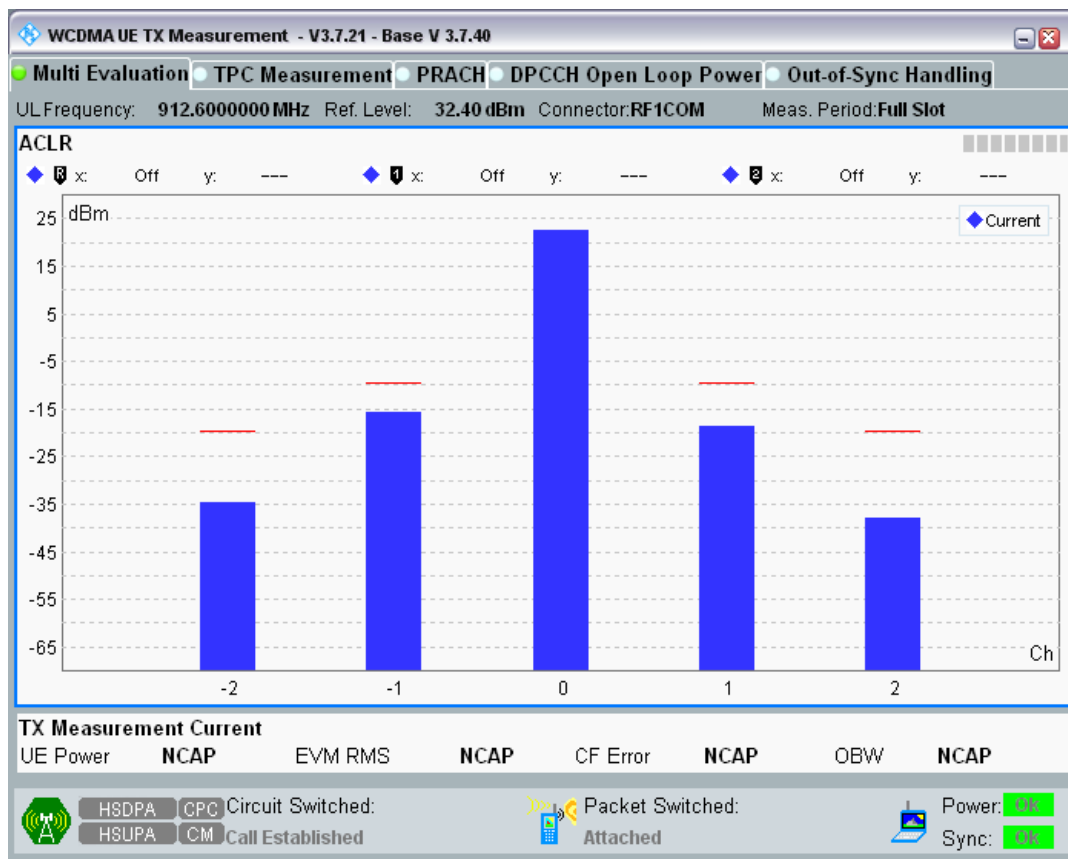 WCDMA UE TX Measurement - V3.7.21 - Base V 3.7.40
Multi Evaluation TPC Measurement PRACH DPCCH Open Loop Power Out-of-Sync Handling
UL Frequency: 912.6000000 MHz Ref. Level: 32.40 dBm Connector:RF1COM Meas. Period:Full Slot
ACLR
R x: Off y: --- 1 x: Off y: --- 2 x: Off y: ---
dBm
Current
25
15
5
-5
-15
-25
-35
-45
-55
-65
Ch
-2 -1 0 1 2
TX Measurement Current
UE Power NCAP EVM RMS NCAP CF Error NCAP OBW NCAP
HSDPA CPC Circuit Switched: Packet Switched: Power: Ok
HSUPA CM Call Established Attached Sync: Ok